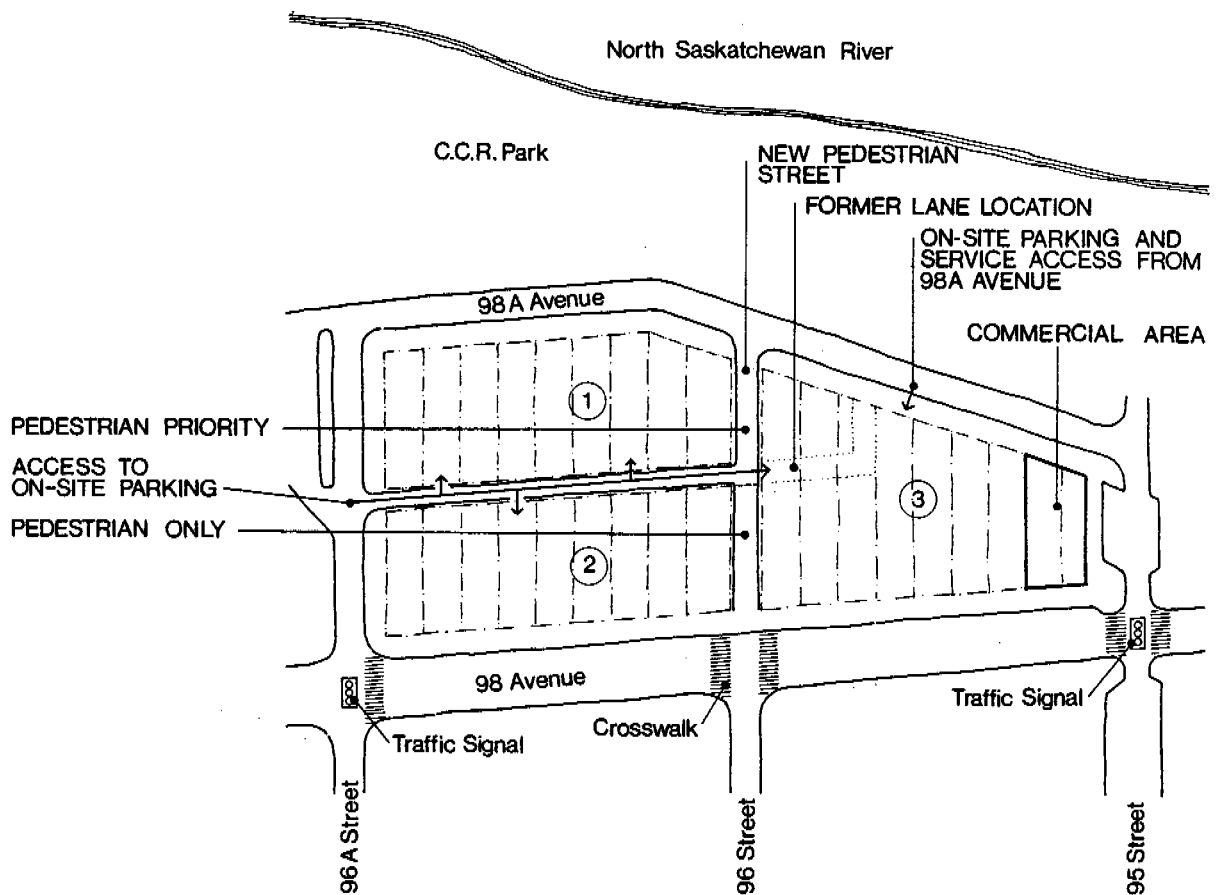 North Saskatchewan River
C.C.R. Park
NEW PEDESTRIAN
STREET
FORMER LANE LOCATION
ON-SITE PARKING AND
SERVICE ACCESS FROM
98A AVENUE
98A Avenue
COMMERCIAL AREA
1
PEDESTRIAN PRIORITY
ACCESS TO
ON-SITE PARKING
3
PEDESTRIAN ONLY
2
98 Avenue
Traffic Signal
Crosswalk
Traffic Signal
96A Street
96 Street
95 Street